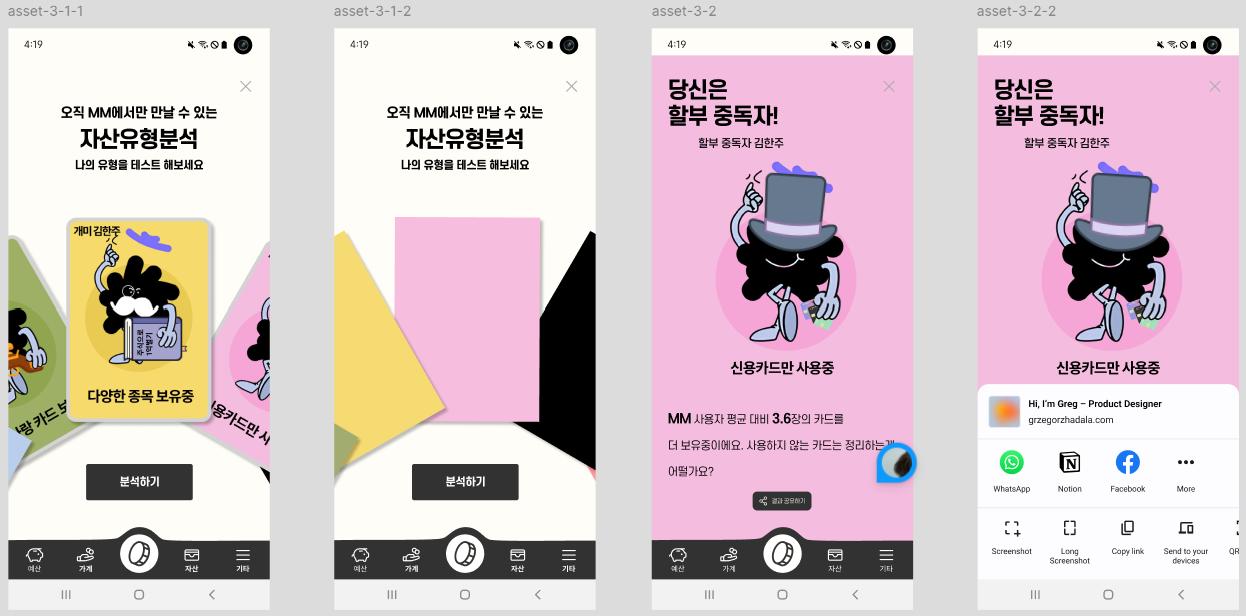 asset-3-1-1
4:19
오직 MM에서만 만날 수 있는
자산유형분석
나의 유형을 테스트 해보세요
개미 김한주
주식으로
1억벌기
다양한 종목 보유중
분석하기
예산
가계
자산
기타
asset-3-1-2
4:19
오직 MM에서만 만날 수 있는
자산유형분석
나의 유형을 테스트 해보세요
분석하기
예산
가계
자산
기타
asset-3-2
4:19
당신은
할부 중독자!
할부 중독자 김한주
신용카드만 사용중
MM 사용자 평균 대비 3.6장의 카드를
더 보유중이에요. 사용하지 않는 카드는 정리하는게
어떨가요?
결과 공유하기
예산
가계
자산
기타
asset-3-2-2
4:19
당신은
할부 중독자!
할부 중독자 김한주
신용카드만 사용중
Hi, I'm Greg – Product Designer
grzegorzhadala.com
WhatsApp
Notion
Facebook
More
Screenshot
Long
Screenshot
Copy link
Send to your
devices
QR